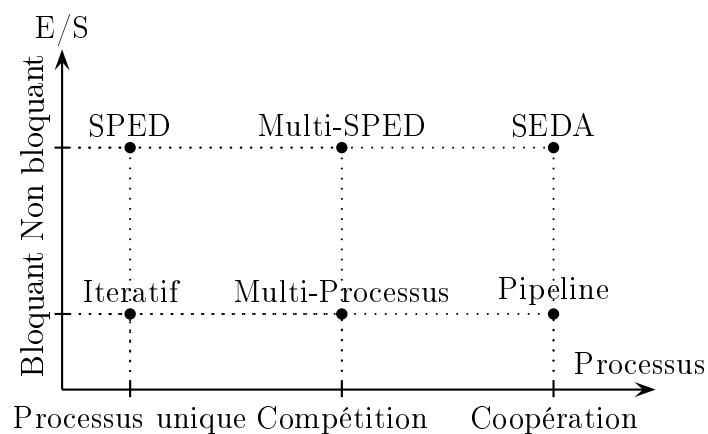 E/S
Non bloquant
SPED
Multi-SPED
SEDA
Bloquant
Iteratif
Multi-Processus
Pipeline
Processus
Processus unique
Compétition
Coopération